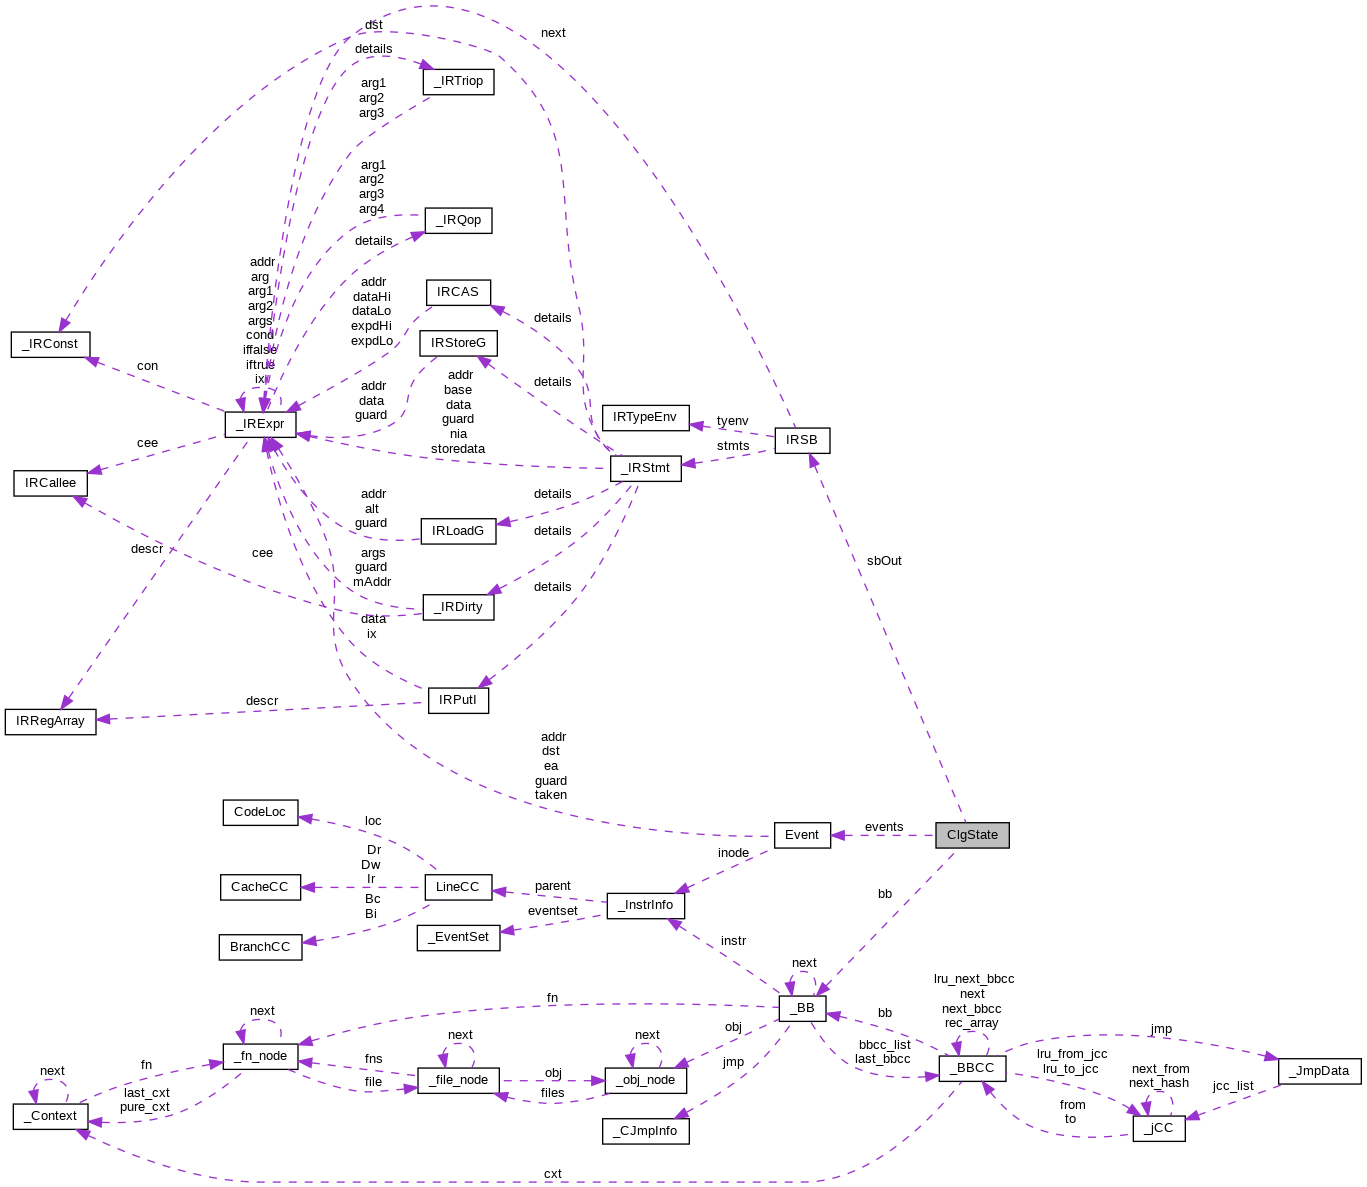 dst
next
details
_IRTriop
arg1
arg2
arg3
arg1
arg2
arg3
arg4
_IRQop
details
addr
arg
arg1
arg2
args
cond
iffalse
iftrue
ix
addr
dataHi
dataLo
expdHi
expdLo
IRCAS
details
_IRConst
IRStoreG
con
details
addr
data
guard
addr
base
data
guard
nia
storedata
_IRExpr
IRTypeEnv
tyenv
IRSB
stmts
cee
_IRStmt
IRCallee
addr
alt
guard
details
IRLoadG
details
descr
cee
args
guard
mAddr
sbOut
details
_IRDirty
data
ix
descr
IRPutI
IRRegArray
addr
dst
ea
guard
taken
CodeLoc
loc
Event
events
ClgState
Dr
Dw
Ir
inode
CacheCC
LineCC
parent
bb
Bc
Bi
eventset
_InstrInfo
BranchCC
_EventSet
instr
next
lru_next_bbcc
next
next_bbcc
rec_array
fn
_BB
next
bb
obj
jmp
next
next
bbcc_list
last_bbcc
lru_from_jcc
lru_to_jcc
_fn_node
fns
jmp
_BBCC
fn
next
file
_file_node
obj
_obj_node
next_from
next_hash
_JmpData
last_cxt
pure_cxt
files
jcc_list
_Context
from
to
_CJmpInfo
_jCC
cxt